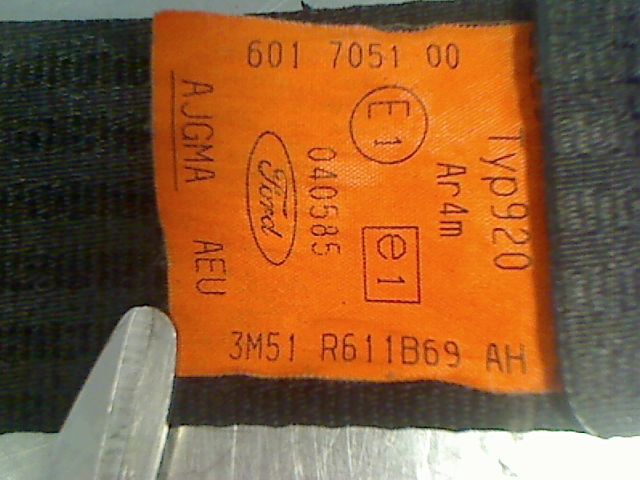 601 7051 00
Typ920
Ar4m
E1
e1
040585
Ford
AJGMA AEU
3M51 R611B69 AH